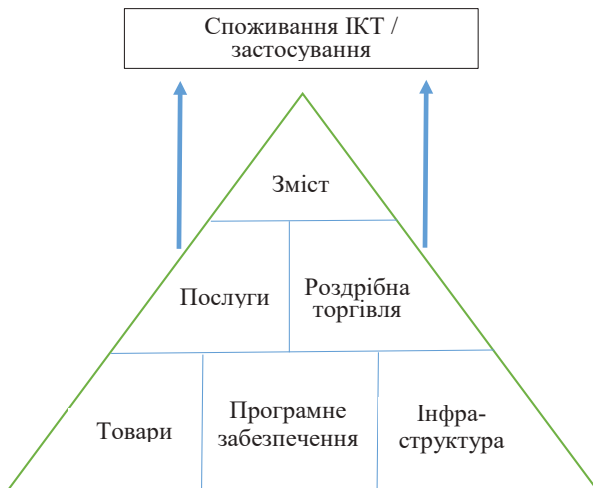 Споживання ІКТ /
застосування
Зміст
Послуги
Роздрібна
торгівля
Товари
Програмне
забезпечення
Інфра-
структура